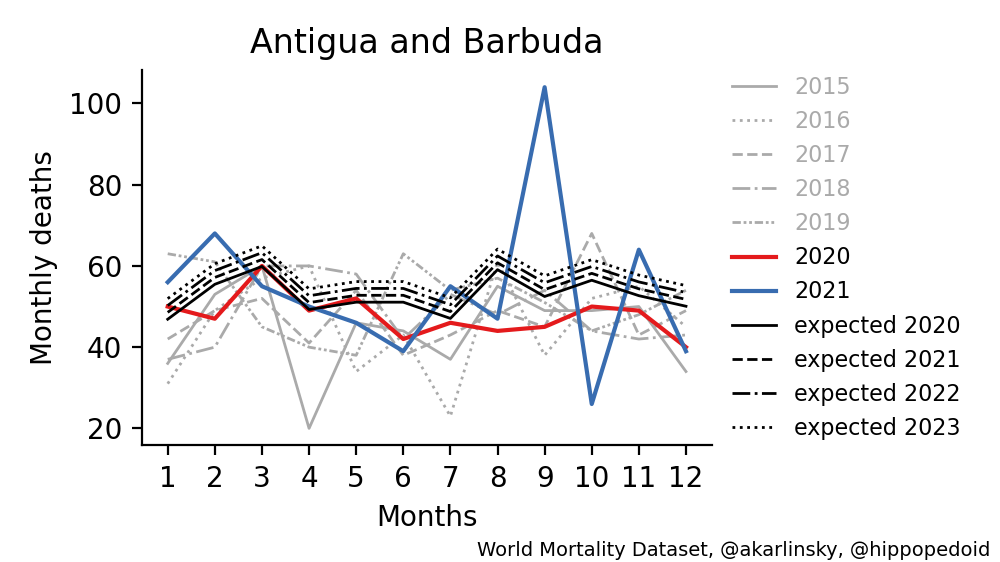 Antigua and Barbuda
Monthly deaths
100
80
60
40
20
1 2 3 4 5 6 7 8 9 10 11 12
Months
2015
2016
2017
2018
2019
2020
2021
expected 2020
expected 2021
expected 2022
expected 2023
World Mortality Dataset, @akarlinsky, @hippopedoid